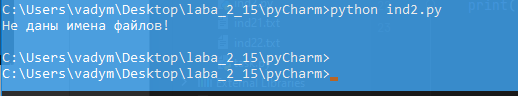 C:\Users\vadym\Desktop\laba_2_15\pyCharm>python ind2.py
Не даны имена файлов!
C:\Users\vadym\Desktop\laba_2_15\pyCharm>
C:\Users\vadym\Desktop\laba_2_15\pyCharm>